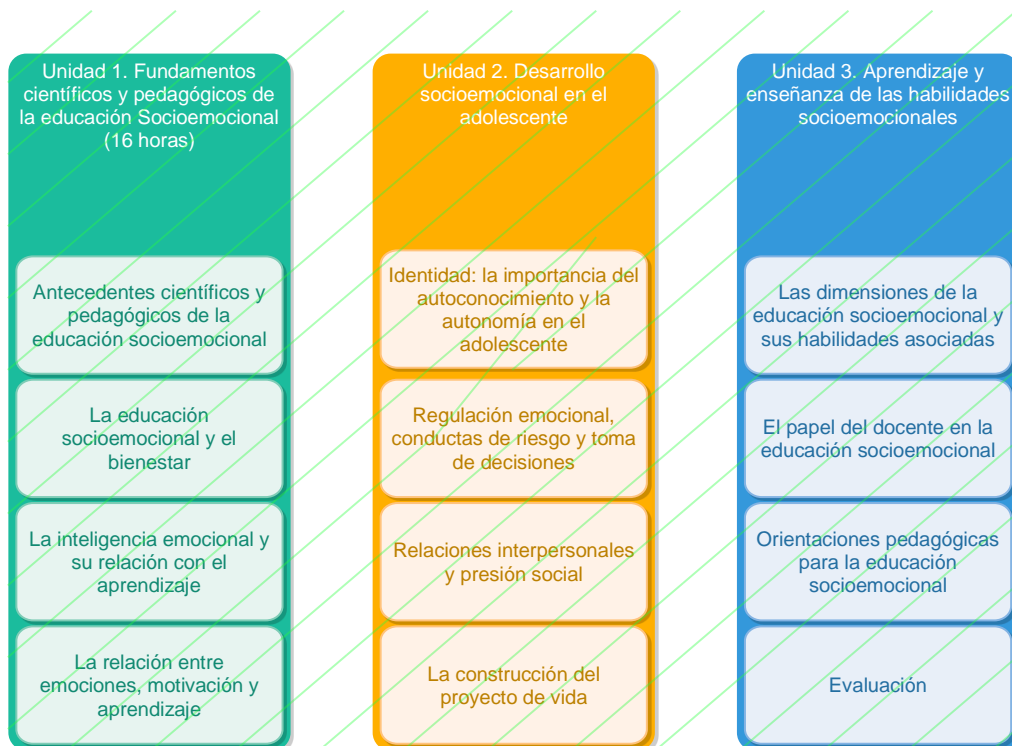 Unidad 1. Fundamentos
científicos y pedagógicos de
la educación Socioemocional
(16 horas)
Antecedentes científicos y
pedagógicos de la
educación socioemocional
La educación
socioemocional y el
bienestar
La inteligencia emocional y
su relación con el
aprendizaje
La relación entre
emociones, motivación y
aprendizaje
Unidad 2. Desarrollo
socioemocional en el
adolescente
Identidad: la importancia del
autoconocimiento y la
autonomía en el
adolescente
Regulación emocional,
conductas de riesgo y toma
de decisiones
Relaciones interpersonales
y presión social
La construcción del
proyecto de vida
Unidad 3. Aprendizaje y
enseñanza de las habilidades
socioemocionales
Las dimensiones de la
educación socioemocional y
sus habilidades asociadas
El papel del docente en la
educación socioemocional
Orientaciones pedagógicas
para la educación
socioemocional
Evaluación